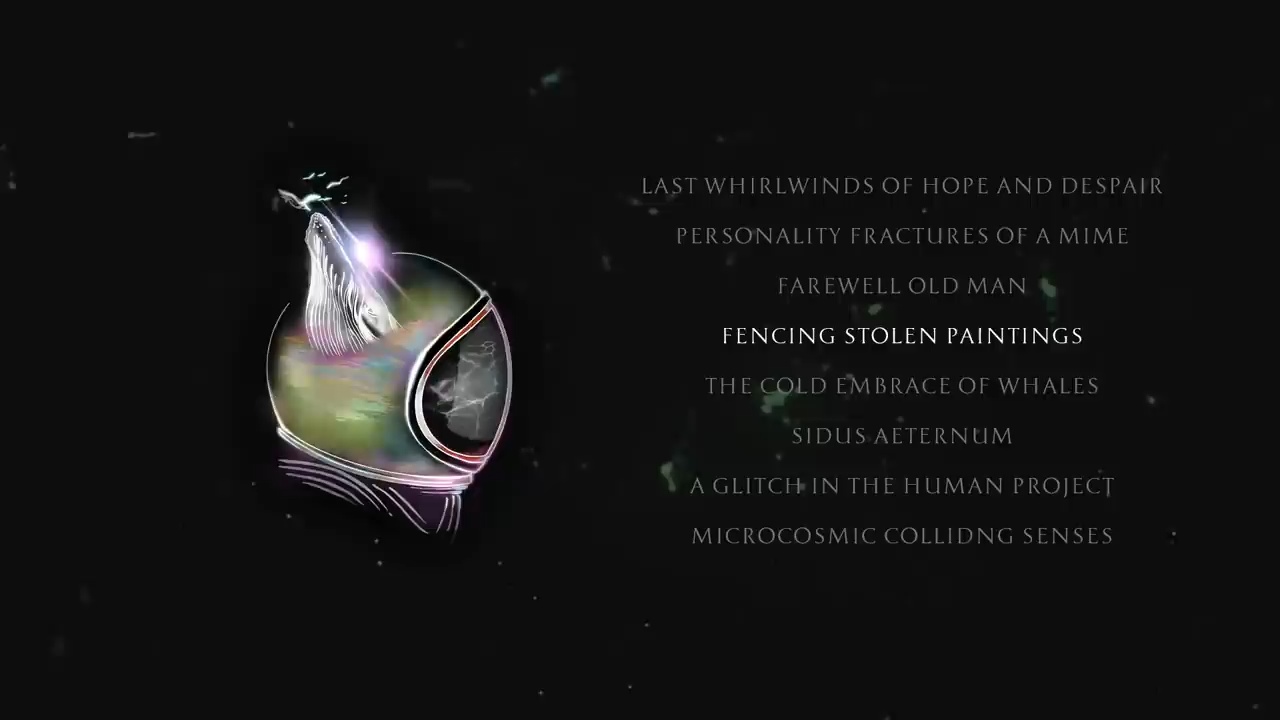 LAST WHIRLWINDS OF HOPE AND DESPAIR
PERSONALITY FRACTURES OF A MIME
FAREWELL OLD MAN
FENCING STOLEN PAINTINGS
THE COLD EMBRACE OF WHALES
SIDUS AETERNUM
A GLITCH IN THE HUMAN PROJECT
MICROCOSMIC COLLIDNG SENSES